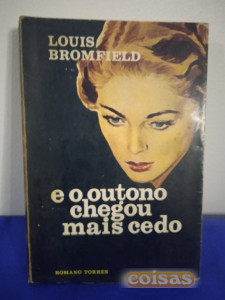 LOUIS
BROMFIELD
e o outono
chegou
mais cedo
ROMANO TORRES
coisas